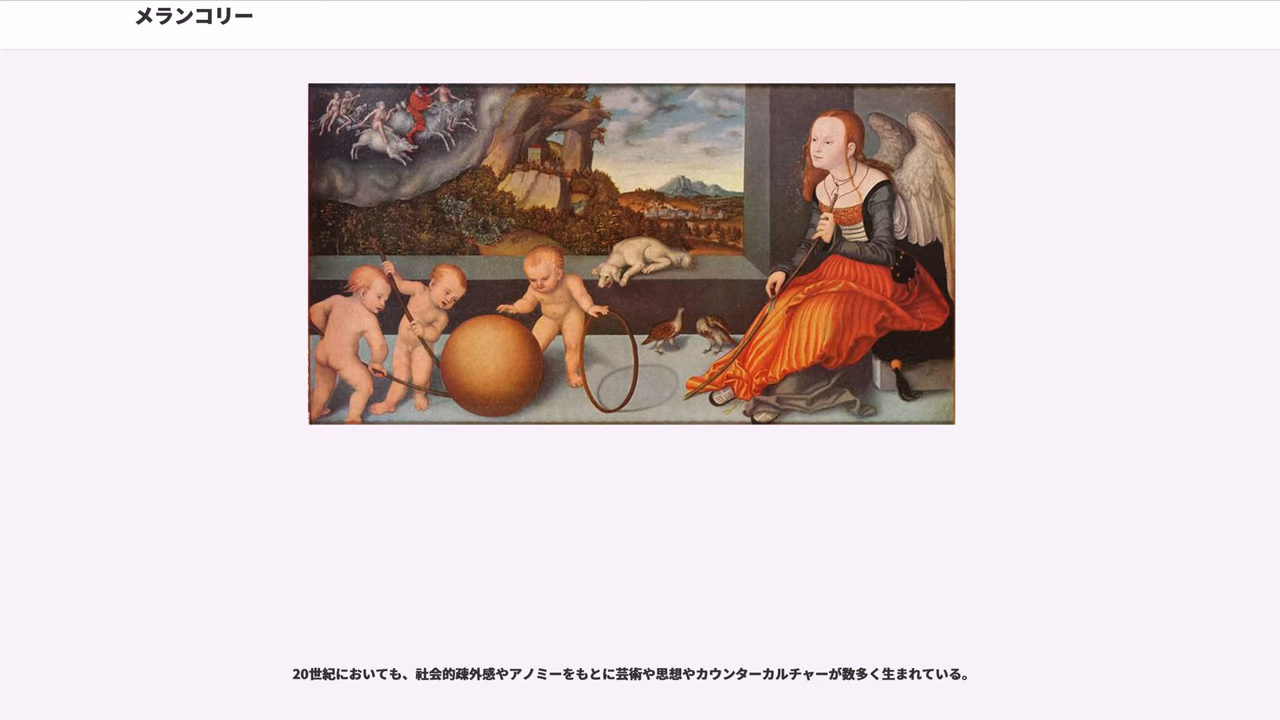 メランコリー
20世紀においても、社会的疎外感やアノミーをもとに芸術や思想やカウンターカルチャーが数多く生まれている。